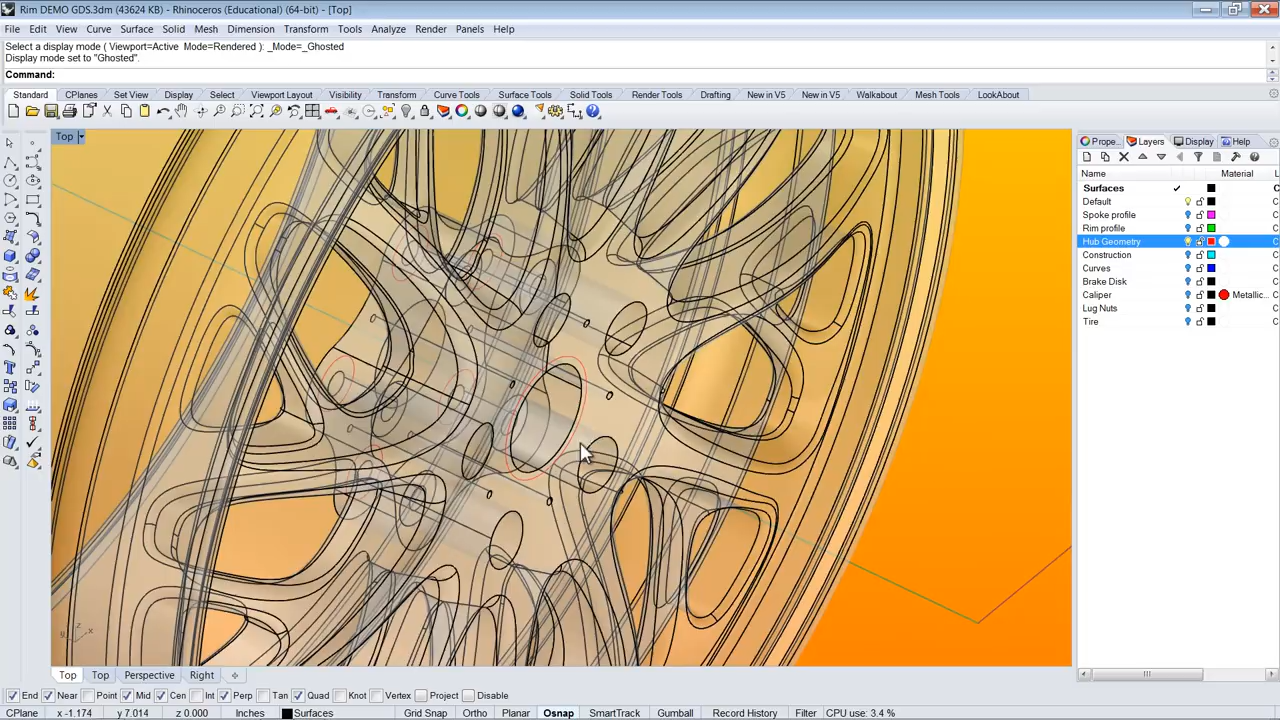 Rim DEMO GDS.3dm (43624 KB) - Rhinoceros (Educational) (64-bit) - [Top]
File Edit View Curve Surface Solid Mesh Dimension Transform Tools Analyze Render Panels Help
Select a display mode ( Viewport=Active Mode=Rendered ): _Mode=_Ghosted
Display mode set to "Ghosted".
Command:
Standard CPlanes Set View Display Select Viewport Layout Visibility Transform Curve Tools Surface Tools Solid Tools Render Tools Drafting New in V5 New in V5 Walkabout Mesh Tools LookAbout
Top
Prope... Layers Display Help
Name Material L
Surfaces C
Default C
Spoke profile C
Rim profile C
Hub Geometry C
Construction C
Curves C
Brake Disk C
Caliper Metallic... C
Lug Nuts C
Tire C
z x
Top Top Perspective Right
End Near Point Mid Cen Int Perp Tan Quad Knot Vertex Project Disable
CPlane x -1.174 y 7.014 z 0.000 Inches Surfaces Grid Snap Ortho Planar Osnap SmartTrack Gumball Record History Filter CPU use: 3.4 %